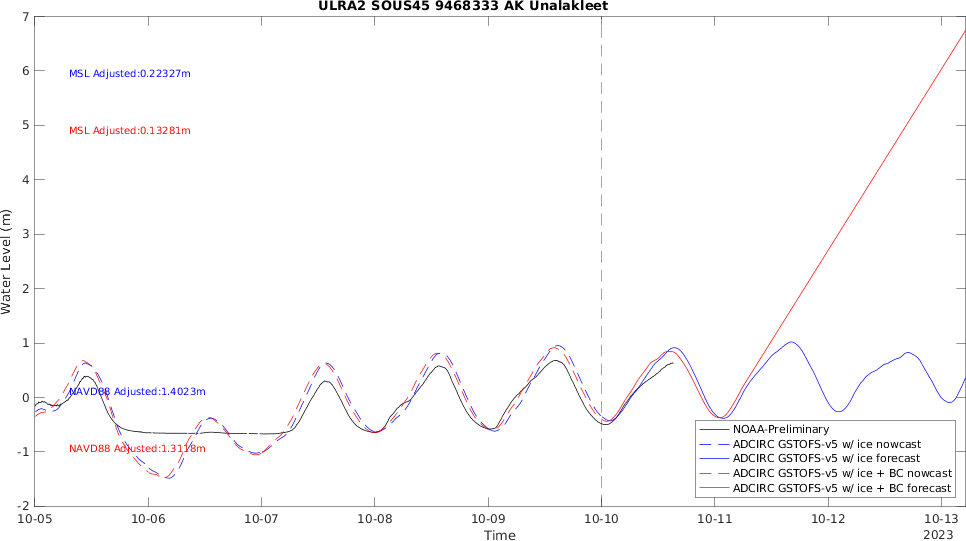 ULRA2 SOUS45 9468333 AK Unalakleet
7
6
5
4
3
2
1
0
-1
-2
Water Level (m)
MSL Adjusted:0.22327m
MSL Adjusted:0.13281m
NAVD88 Adjusted:1.4023m
NAVD88 Adjusted:1.3118m
NOAA-Preliminary
ADCIRC GSTOFS-v5 w/ ice nowcast
ADCIRC GSTOFS-v5 w/ ice forecast
ADCIRC GSTOFS-v5 w/ ice + BC nowcast
ADCIRC GSTOFS-v5 w/ ice + BC forecast
10-05 10-06 10-07 10-08 10-09 10-10 10-11 10-12 10-13
Time 2023